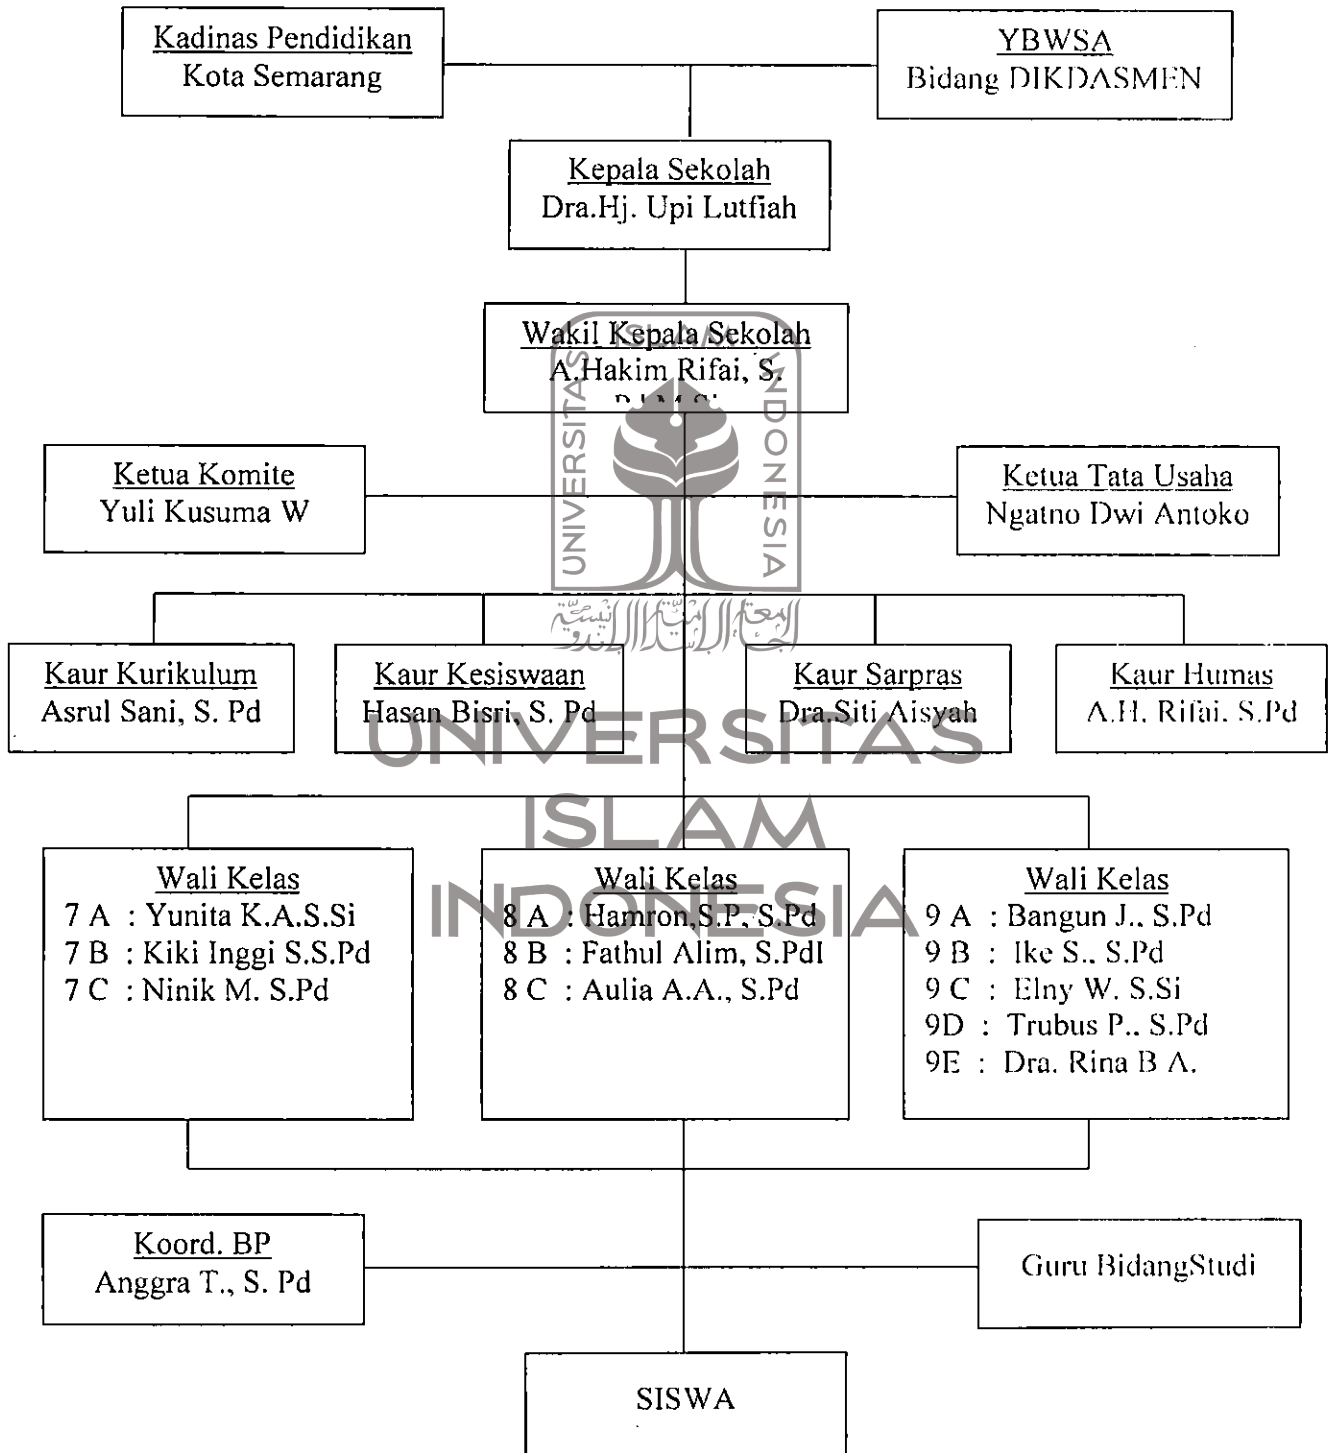 Kadinas Pendidikan
Kota Semarang
YBWSA
Bidang DIKDASMEN
Kepala Sekolah
Dra.Hj. Upi Lutfiah
Wakil Kepala Sekolah
A.Hakim Rifai, S.
Ketua Komite
Yuli Kusuma W
Ketua Tata Usaha
Ngatno Dwi Antoko
UNIVERSITAS
ISLAM
INDONESIA
Kaur Kurikulum
Asrul Sani, S. Pd
Kaur Kesiswaan
Hasan Bisri, S. Pd
Kaur Sarpras
Dra.Siti Aisyah
Kaur Humas
A.H. Rifai. S.Pd
UNIVERSITAS
ISLAM
INDONESIA
Wali Kelas
7 A : Yunita K.A.S.Si
7 B : Kiki Inggi S.S.Pd
7 C : Ninik M. S.Pd
Wali Kelas
8 A : Hamron,S.P, S.Pd
8 B : Fathul Alim, S.PdI
8 C : Aulia A.A., S.Pd
Wali Kelas
9 A : Bangun J., S.Pd
9 B : Ike S., S.Pd
9 C : Elny W. S.Si
9D : Trubus P., S.Pd
9E : Dra. Rina B A.
Koord. BP
Anggra T., S. Pd
Guru BidangStudi
SISWA